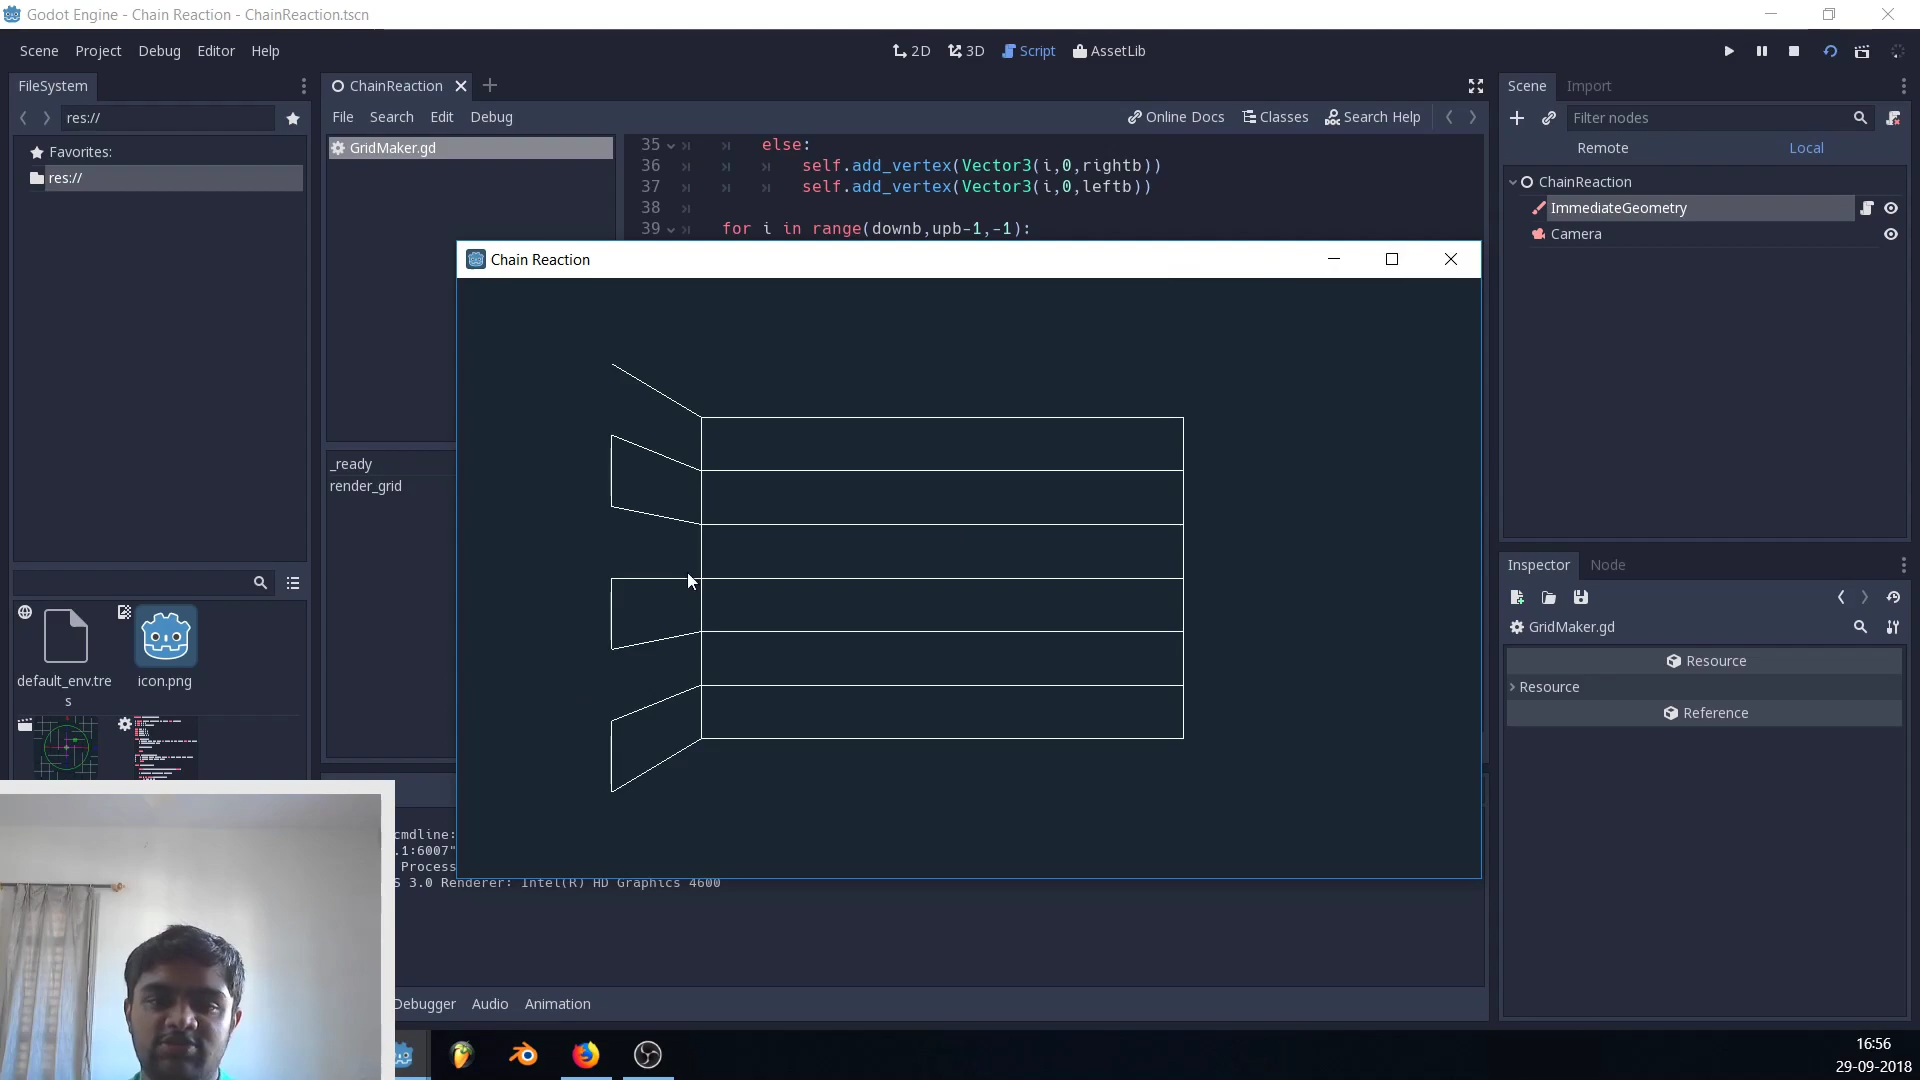 Godot Engine - Chain Reaction - ChainReaction.tscn
Scene Project Debug Editor Help
2D 3D Script AssetLib
FileSystem
ChainReaction
Scene Import
res://
File Search Edit Debug
Online Docs Classes Search Help
Filter nodes
Favorites:
res://
GridMaker.gd
35 else:
36 self.add_vertex(Vector3(i,0,rightb))
37 self.add_vertex(Vector3(i,0,leftb))
38
39 for i in range(downb,upb-1,-1):
Remote Local
ChainReaction
ImmediateGeometry
Camera
Chain Reaction
_ready
render_grid
Inspector Node
GridMaker.gd
Resource
Resource
Reference
default_env.tre
s
icon.png
cmdline:
.1:6007"
Process
S 3.0 Renderer: Intel(R) HD Graphics 4600
Debugger Audio Animation
16:56
29-09-2018